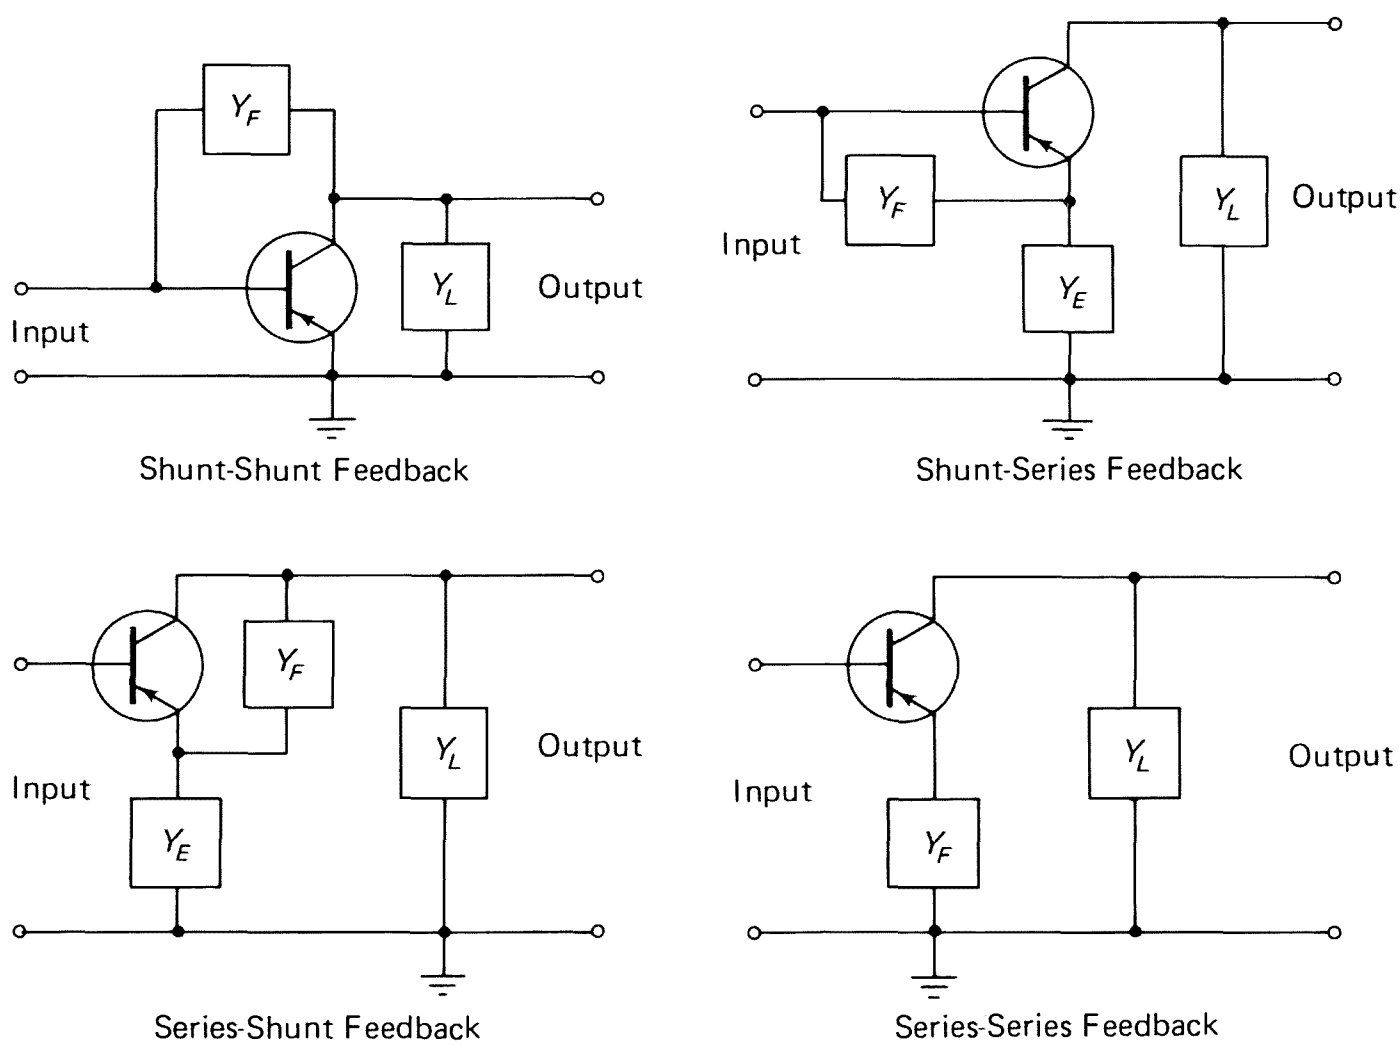 Y_F
Y_L
Input
Output
Shunt-Shunt Feedback
Y_F
Y_L
Output
Input
Y_E
Shunt-Series Feedback
Y_F
Y_L
Output
Input
Y_E
Series-Shunt Feedback
Y_L
Output
Input
Y_F
Series-Series Feedback